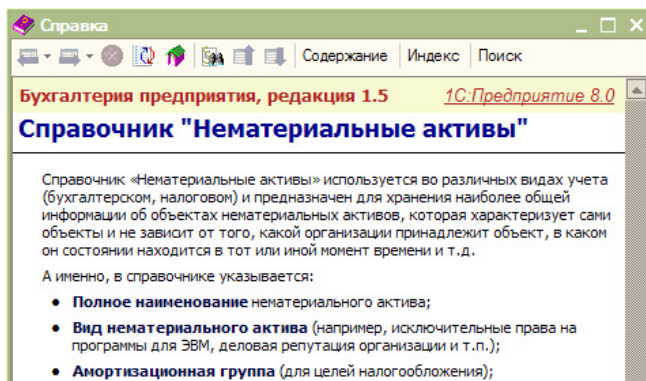 Справка
Содержание Индекс Поиск
Бухгалтерия предприятия, редакция 1.5 1С:Предприятие 8.0
Справочник "Нематериальные активы"
Справочник «Нематериальные активы» используется во различных видах учета
(бухгалтерском, налоговом) и предназначен для хранения наиболее общей
информации об объектах нематериальных активов, которая характеризует сами
объекты и не зависит от того, какой организации принадлежит объект, в каком
он состоянии находится в тот или иной момент времени и т.д.
А именно, в справочнике указывается:
• Полное наименование нематериального актива;
• Вид нематериального актива (например, исключительные права на
программы для ЭВМ, деловая репутация организации и т.п.);
• Амортизационная группа (для целей налогообложения);